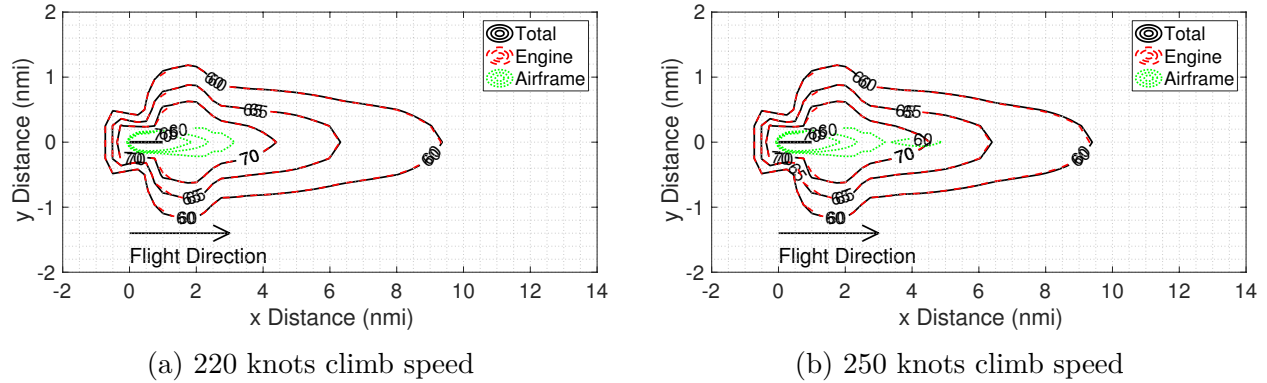 2
1
0
-1
-2
y Distance (nmi)
-2 0 2 4 6 8 10 12 14
x Distance (nmi)
Total
Engine
Airframe
60
65
70
60
60
70
65
60
Flight Direction
(a) 220 knots climb speed
2
1
0
-1
-2
y Distance (nmi)
-2 0 2 4 6 8 10 12 14
x Distance (nmi)
Total
Engine
Airframe
60
65
60
70
60
60
70
65
65
60
Flight Direction
(b) 250 knots climb speed